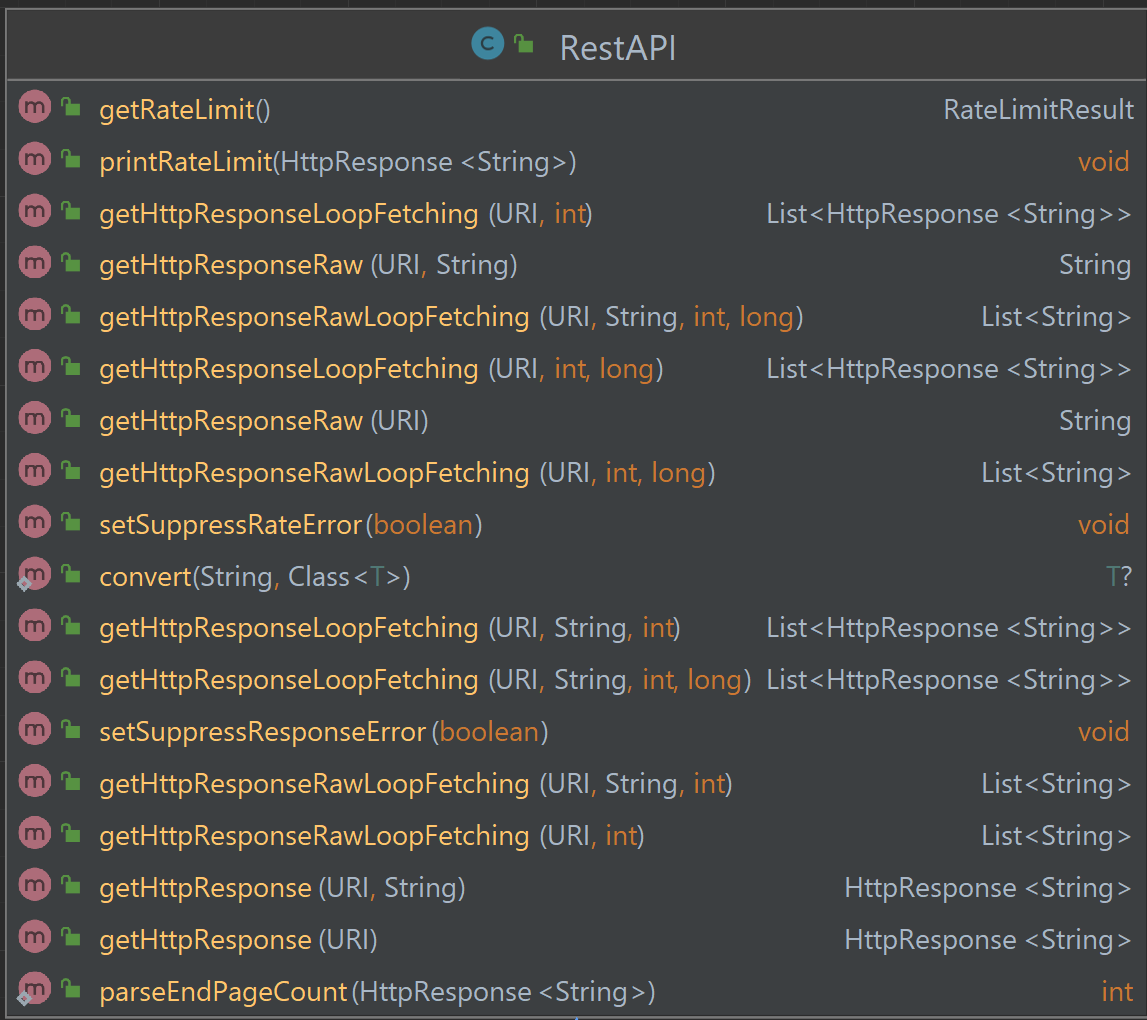 RestAPI
getRateLimit() RateLimitResult
printRateLimit(HttpResponse <String>) void
getHttpResponseLoopFetching (URI, int) List<HttpResponse <String>>
getHttpResponseRaw (URI, String) String
getHttpResponseRawLoopFetching (URI, String, int, long) List<String>
getHttpResponseLoopFetching (URI, int, long) List<HttpResponse <String>>
getHttpResponseRaw (URI) String
getHttpResponseRawLoopFetching (URI, int, long) List<String>
setSuppressRateError(boolean) void
convert(String, Class<T>) T?
getHttpResponseLoopFetching (URI, String, int) List<HttpResponse <String>>
getHttpResponseLoopFetching (URI, String, int, long) List<HttpResponse <String>>
setSuppressResponseError(boolean) void
getHttpResponseRawLoopFetching (URI, String, int) List<String>
getHttpResponseRawLoopFetching (URI, int) List<String>
getHttpResponse (URI, String) HttpResponse <String>
getHttpResponse (URI) HttpResponse <String>
parseEndPageCount(HttpResponse <String>) int